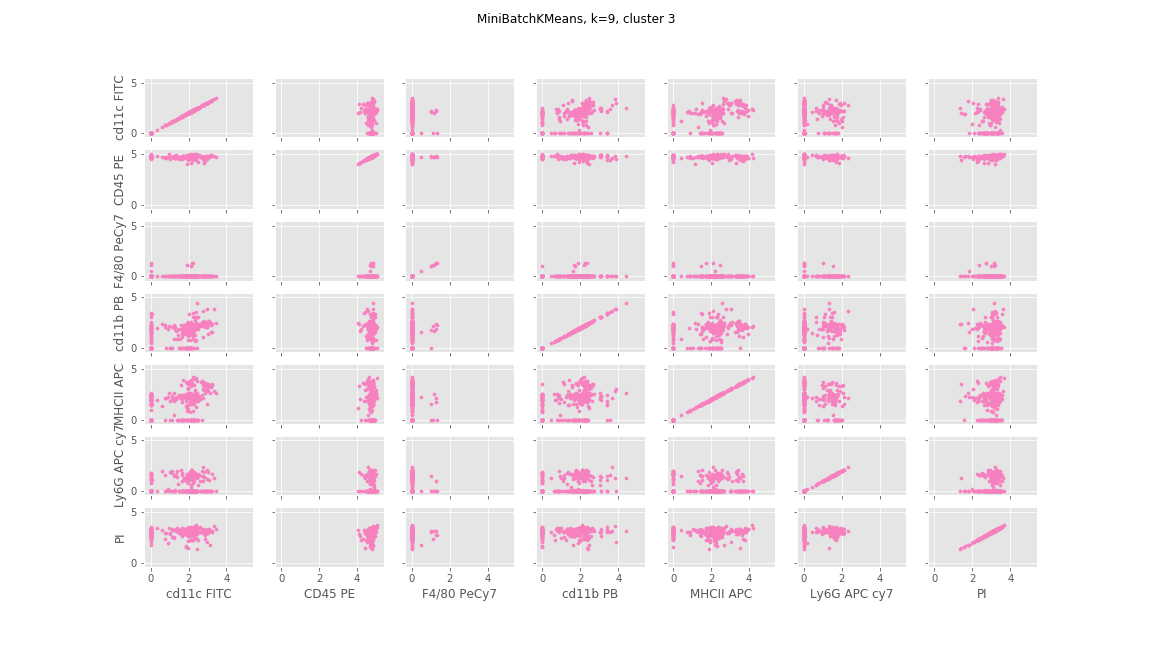 MiniBatchKMeans, k=9, cluster 3
cd11c FITC
5
0
CD45 PE
5
0
F4/80 PeCy7
5
0
cd11b PB
5
0
MHCII APC
5
0
Ly6G APC cy7
5
0
PI
5
0
0 2 4 0 2 4 0 2 4 0 2 4 0 2 4 0 2 4 0 2 4
cd11c FITC CD45 PE F4/80 PeCy7 cd11b PB MHCII APC Ly6G APC cy7 PI